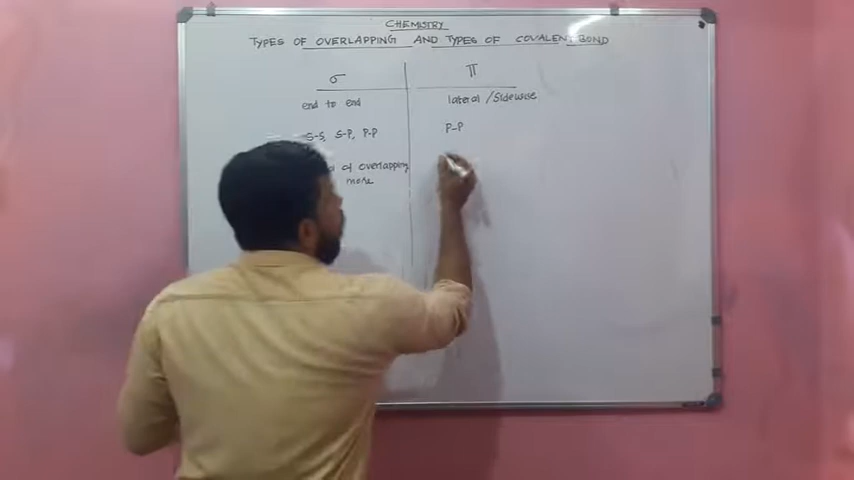 CHEMISTRY
TYPES OF OVERLAPPING AND TYPES OF COVALENT BOND
σ π
end to end lateral / sidewise
S-S, S-P, P-P P-P
of overlapping
more